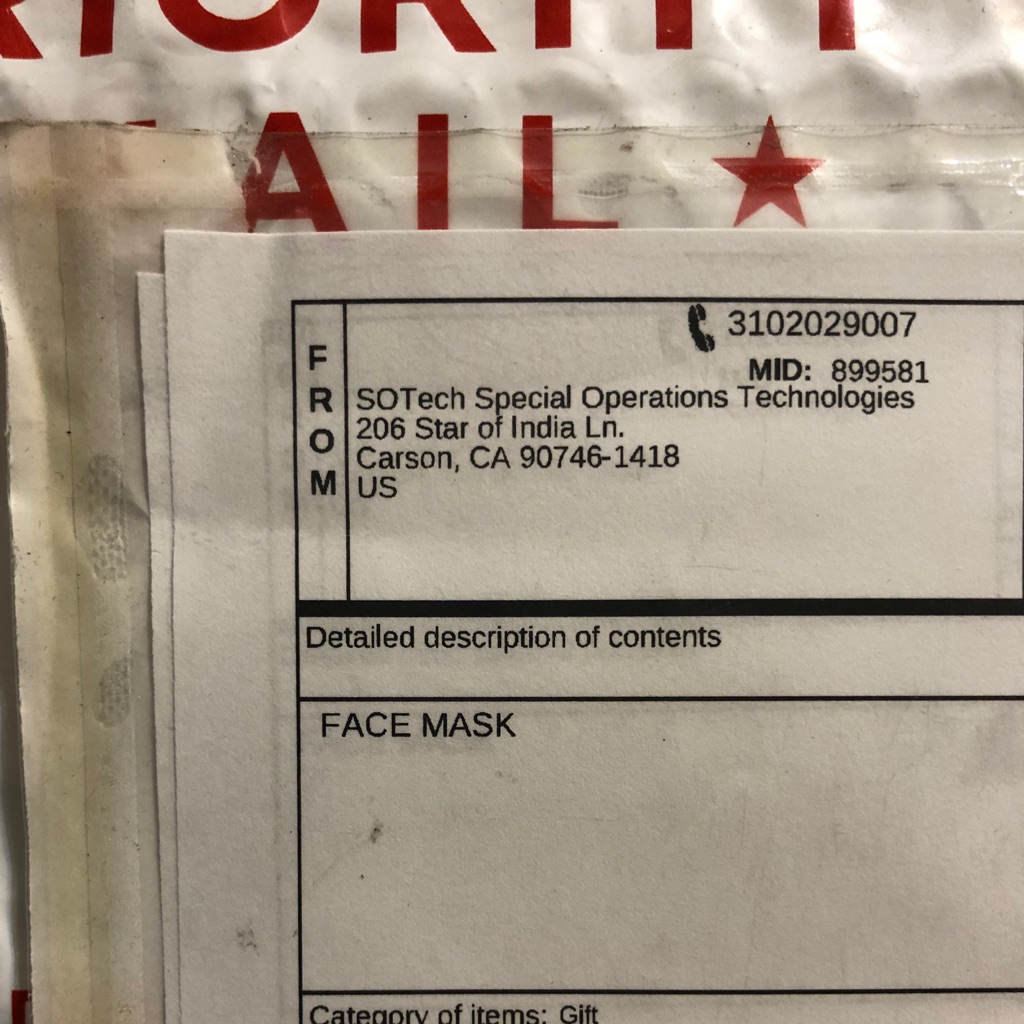 RIORITY
AIL
3102029007
MID: 899581
FROM
SOTech Special Operations Technologies
206 Star of India Ln.
Carson, CA 90746-1418
US
Detailed description of contents
FACE MASK
Category of items: Gift